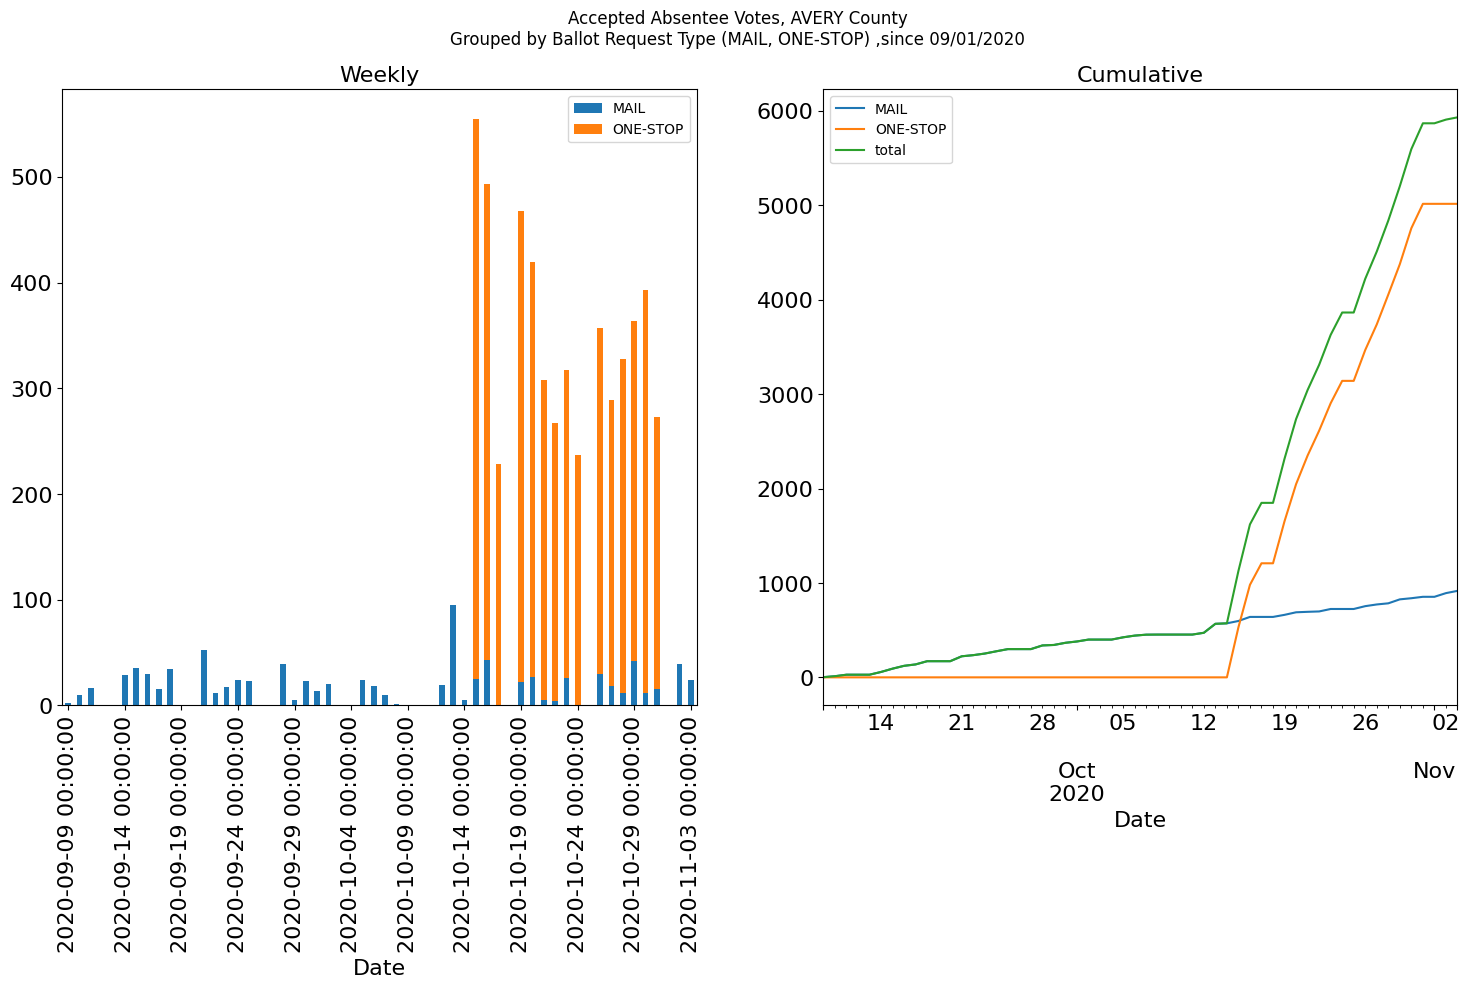 Accepted Absentee Votes, AVERY County
Grouped by Ballot Request Type (MAIL, ONE-STOP) ,since 09/01/2020
Weekly
MAIL
ONE-STOP
500
400
300
200
100
0
2020-09-09 00:00:00
2020-09-14 00:00:00
2020-09-19 00:00:00
2020-09-24 00:00:00
2020-09-29 00:00:00
2020-10-04 00:00:00
2020-10-09 00:00:00
2020-10-14 00:00:00
2020-10-19 00:00:00
2020-10-24 00:00:00
2020-10-29 00:00:00
2020-11-03 00:00:00
Date
Cumulative
MAIL
ONE-STOP
total
6000
5000
4000
3000
2000
1000
0
14 21 28 05 12 19 26 02
Oct Nov
2020
Date